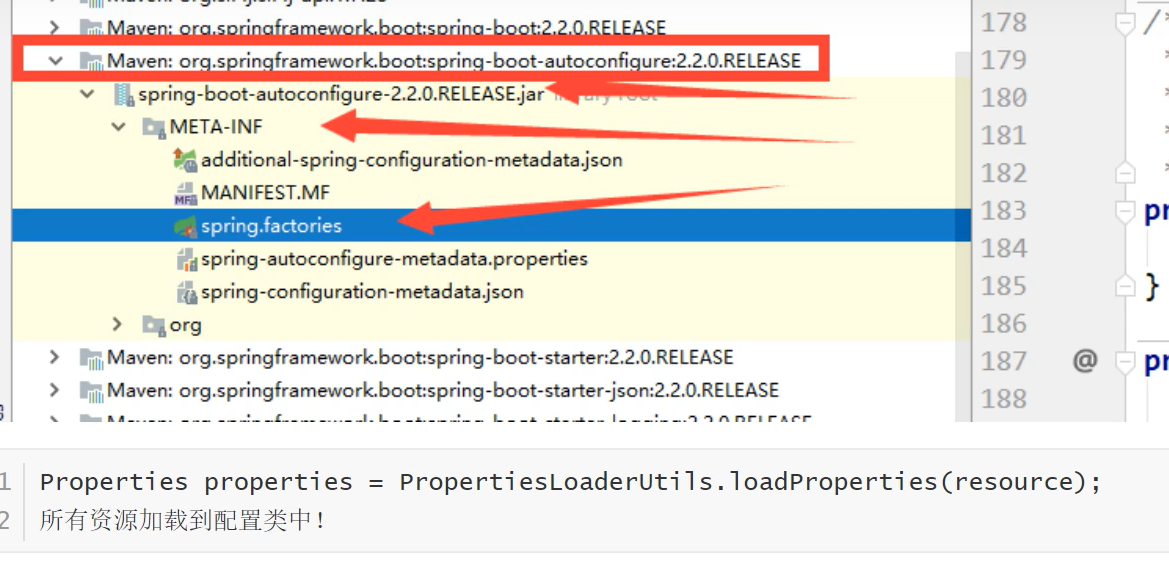 Maven: org.springframework.boot:spring-boot:2.2.0.RELEASE
Maven: org.springframework.boot:spring-boot-autoconfigure:2.2.0.RELEASE
spring-boot-autoconfigure-2.2.0.RELEASE.jar library root
META-INF
additional-spring-configuration-metadata.json
MANIFEST.MF
spring.factories
spring-autoconfigure-metadata.properties
spring-configuration-metadata.json
org
Maven: org.springframework.boot:spring-boot-starter:2.2.0.RELEASE
Maven: org.springframework.boot:spring-boot-starter-json:2.2.0.RELEASE
Maven: org.springframework.boot:spring-boot-starter-logging:2.2.0.RELEASE
178 /*
179 *
180 *
181 *
182 *
183 pr
184
185 }
186
187 @ pr
188
1 Properties properties = PropertiesLoaderUtils.loadProperties(resource);
2 所有资源加载到配置类中!